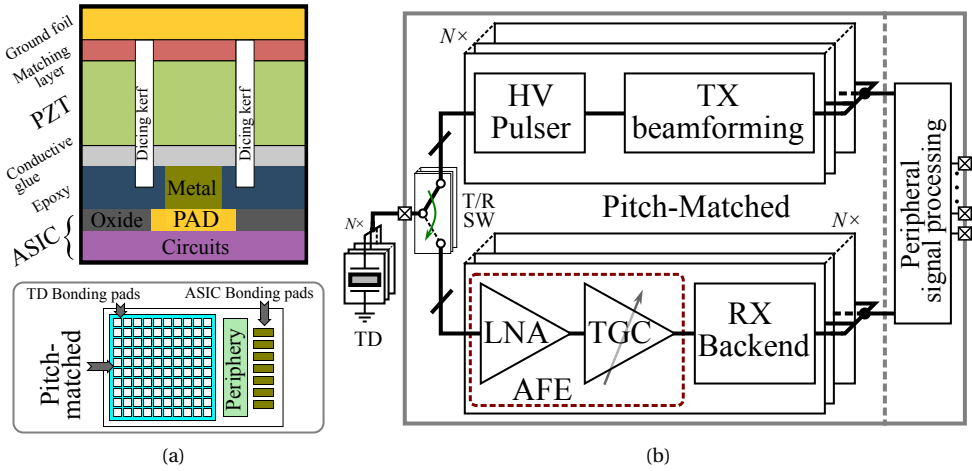 Ground foil
Matching
layer
PZT
Conductive
glue
Epoxy
ASIC {
Dicing kerf
Dicing kerf
Metal
Oxide
PAD
Circuits
TD Bonding pads
ASIC Bonding pads
Pitch-
matched
Periphery
(a)
N×
HV
Pulser
TX
beamforming
T/R
SW
Pitch-Matched
N×
N×
TD
LNA
TGC
AFE
RX
Backend
Peripheral
signal processing
(b)